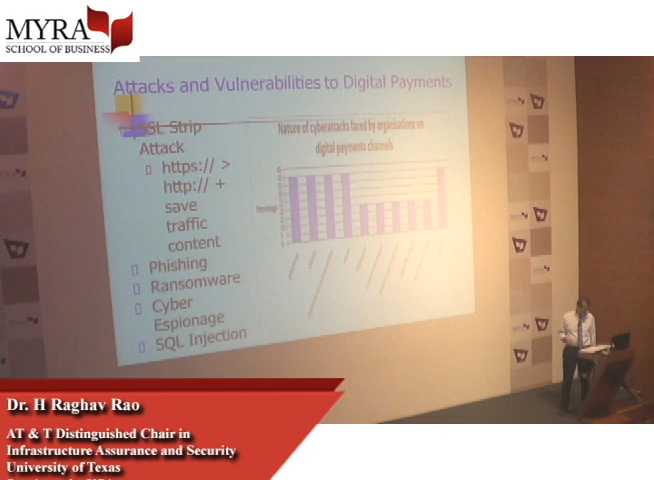 MYRA
SCHOOL OF BUSINESS
Attacks and Vulnerabilities to Digital Payments
SSL Strip
Attack
https:// >
http:// +
save
traffic
content
Phishing
Ransomware
Cyber
Espionage
SQL Injection
Nature of cyberattacks faced by organisations on
digital payments channels
Percentage
Dr. H Raghav Rao
AT & T Distinguished Chair in
Infrastructure Assurance and Security
University of Texas